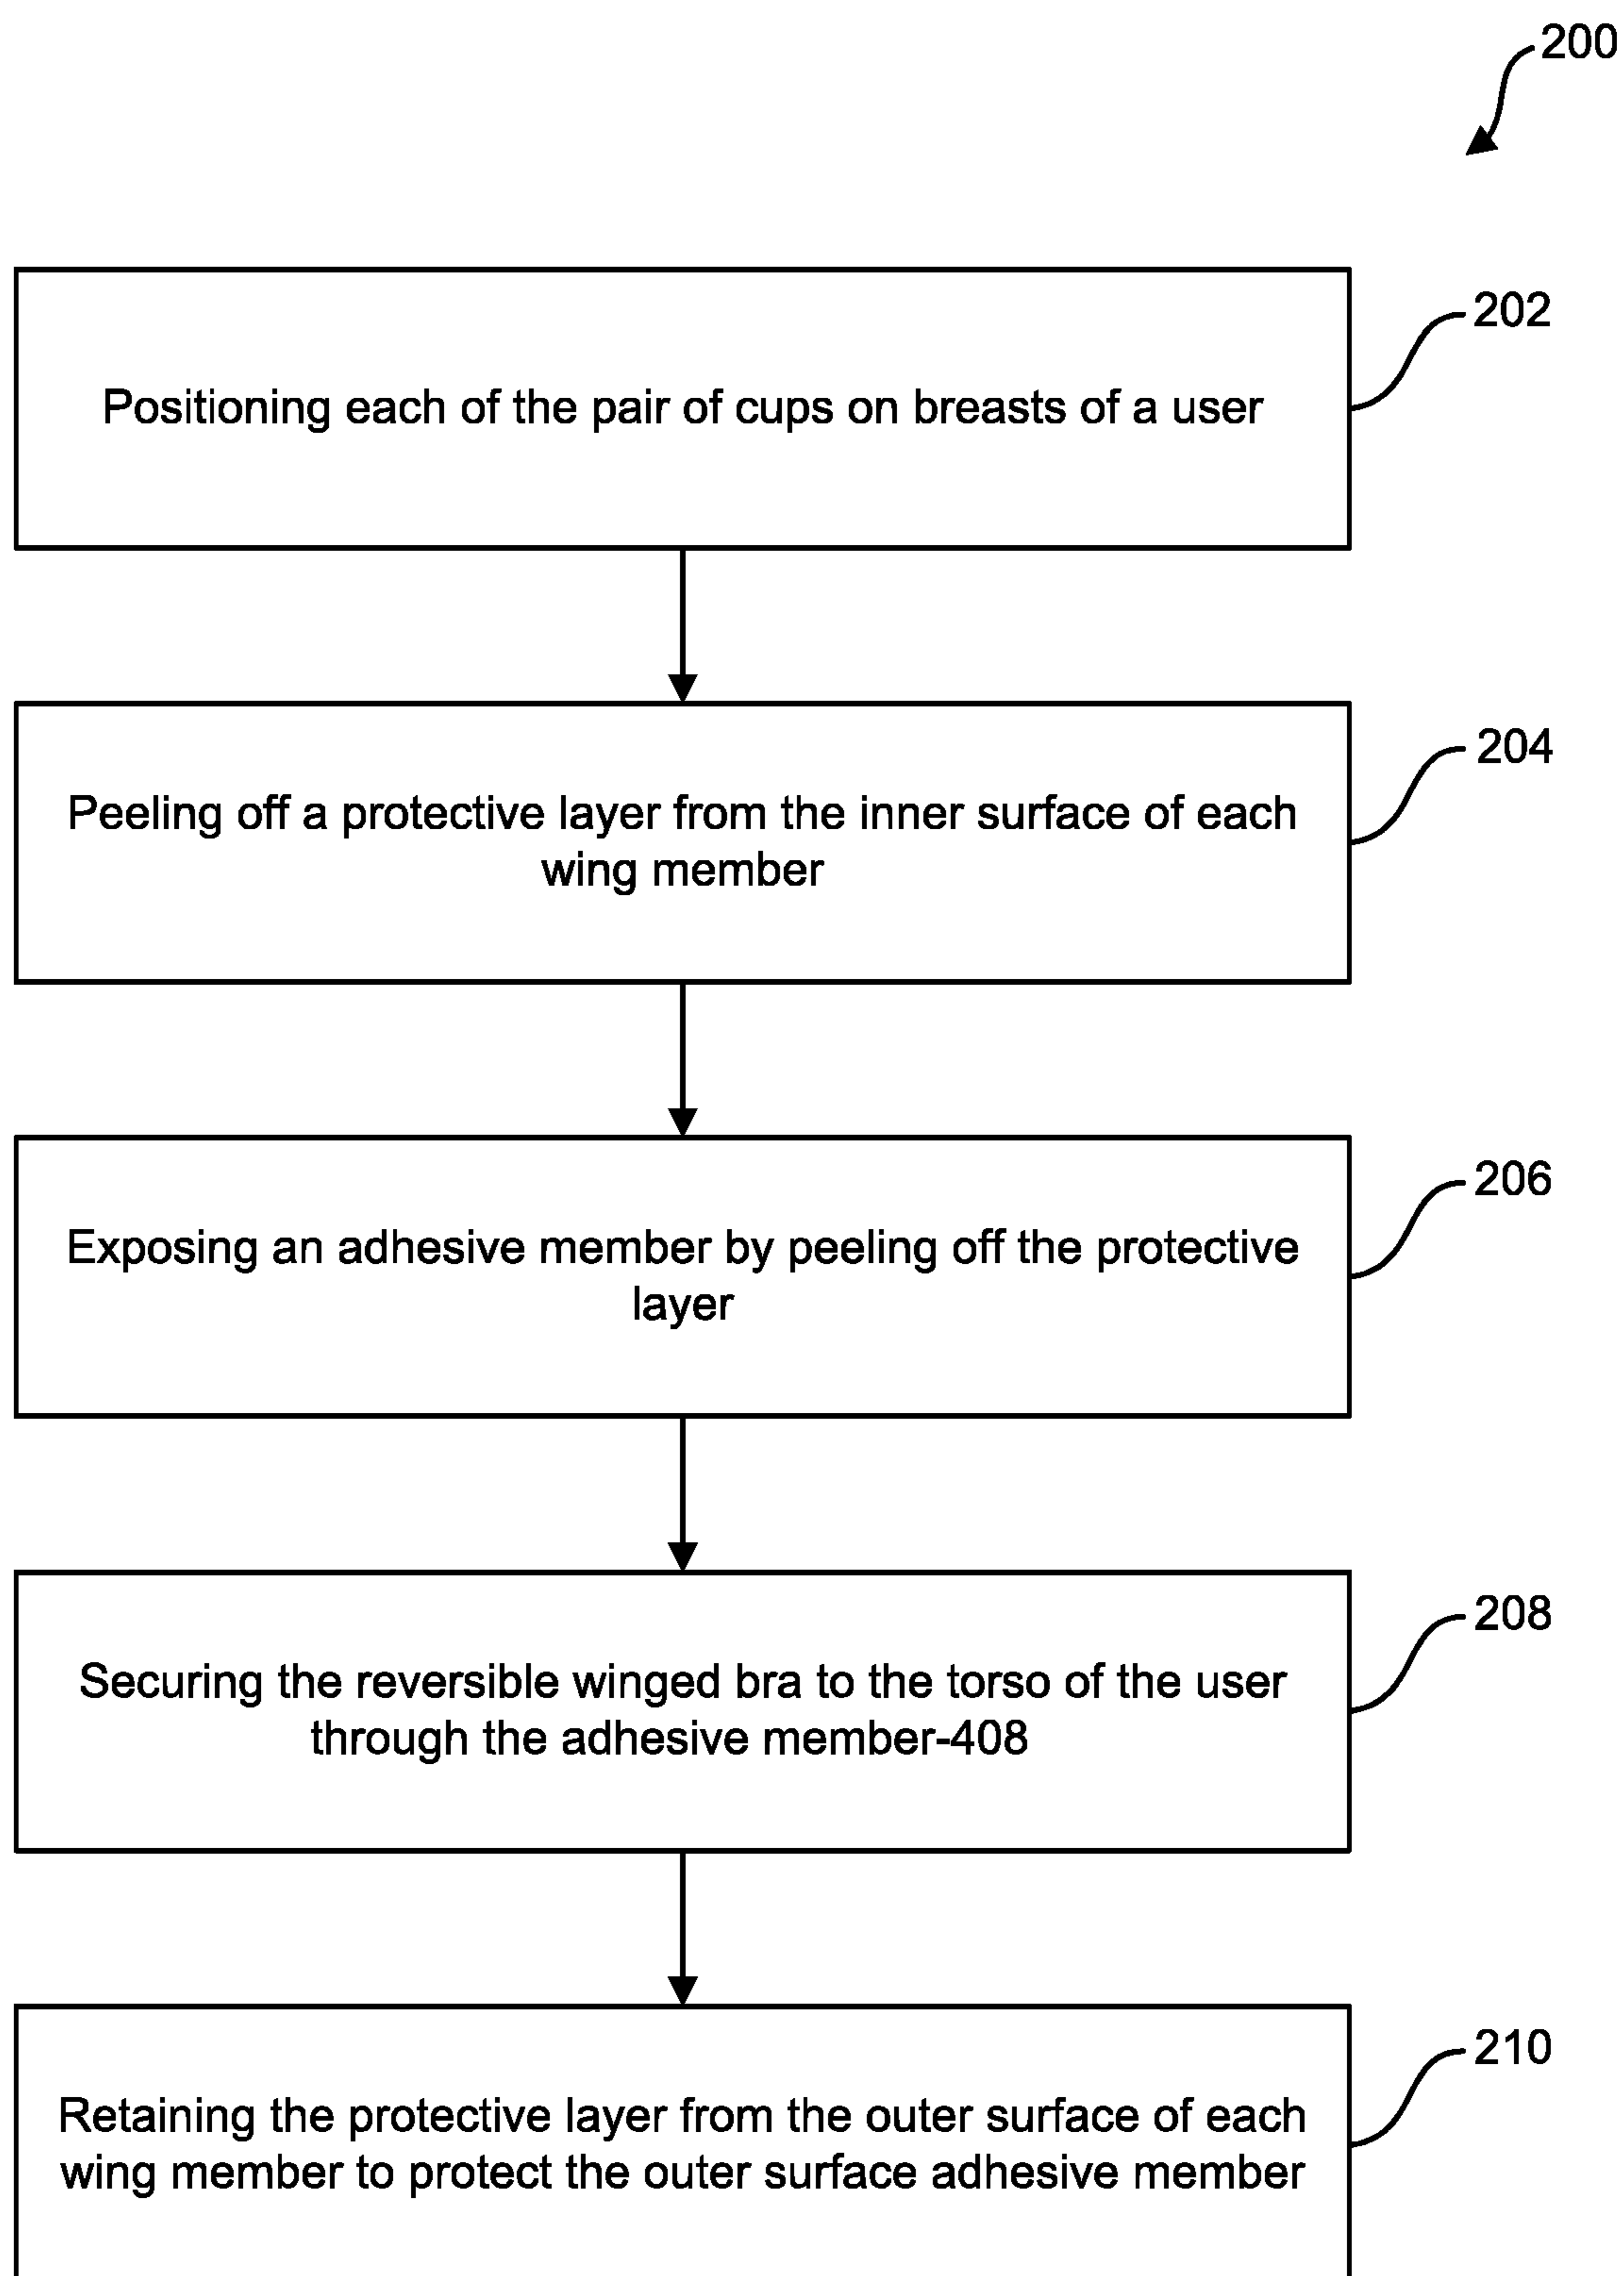 200
202
Positioning each of the pair of cups on breasts of a user
204
Peeling off a protective layer from the inner surface of each
wing member
206
Exposing an adhesive member by peeling off the protective
layer
208
Securing the reversible winged bra to the torso of the user
through the adhesive member-408
210
Retaining the protective layer from the outer surface of each
wing member to protect the outer surface adhesive member